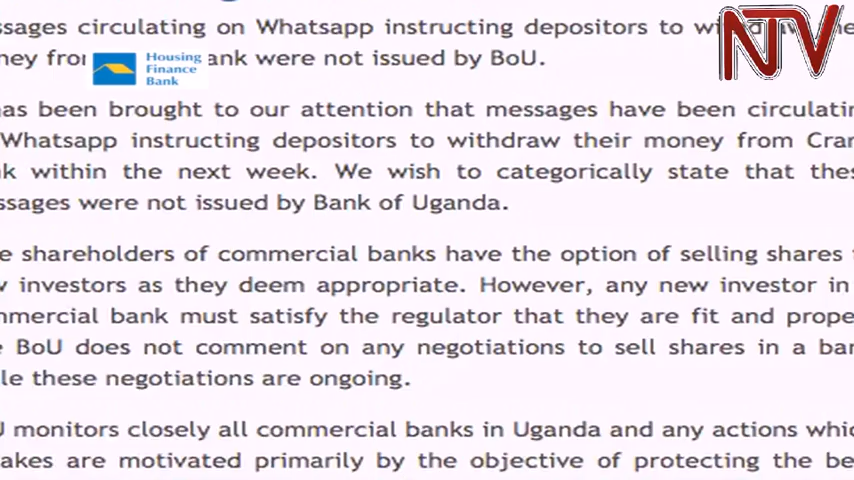 ssages circulating on Whatsapp instructing depositors to
ney from
ank were not issued by BoU.
Housing
Finance
Bank
NTV
as been brought to our attention that messages have been circulatin
Whatsapp instructing depositors to withdraw their money from Cran
k within the next week. We wish to categorically state that thes
ssages were not issued by Bank of Uganda.
e shareholders of commercial banks have the option of selling shares
w investors as they deem appropriate. However, any new investor in
mmercial bank must satisfy the regulator that they are fit and prope
e BoU does not comment on any negotiations to sell shares in a ban
le these negotiations are ongoing.
U monitors closely all commercial banks in Uganda and any actions whic
akes are motivated primarily by the objective of protecting the be